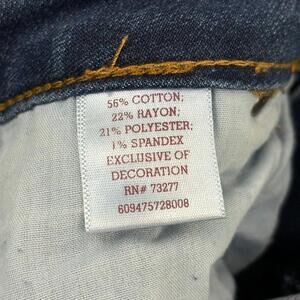 56% COTTON;
22% RAYON;
21% POLYESTER;
1% SPANDEX
EXCLUSIVE OF
DECORATION
RN# 73277
609475728008